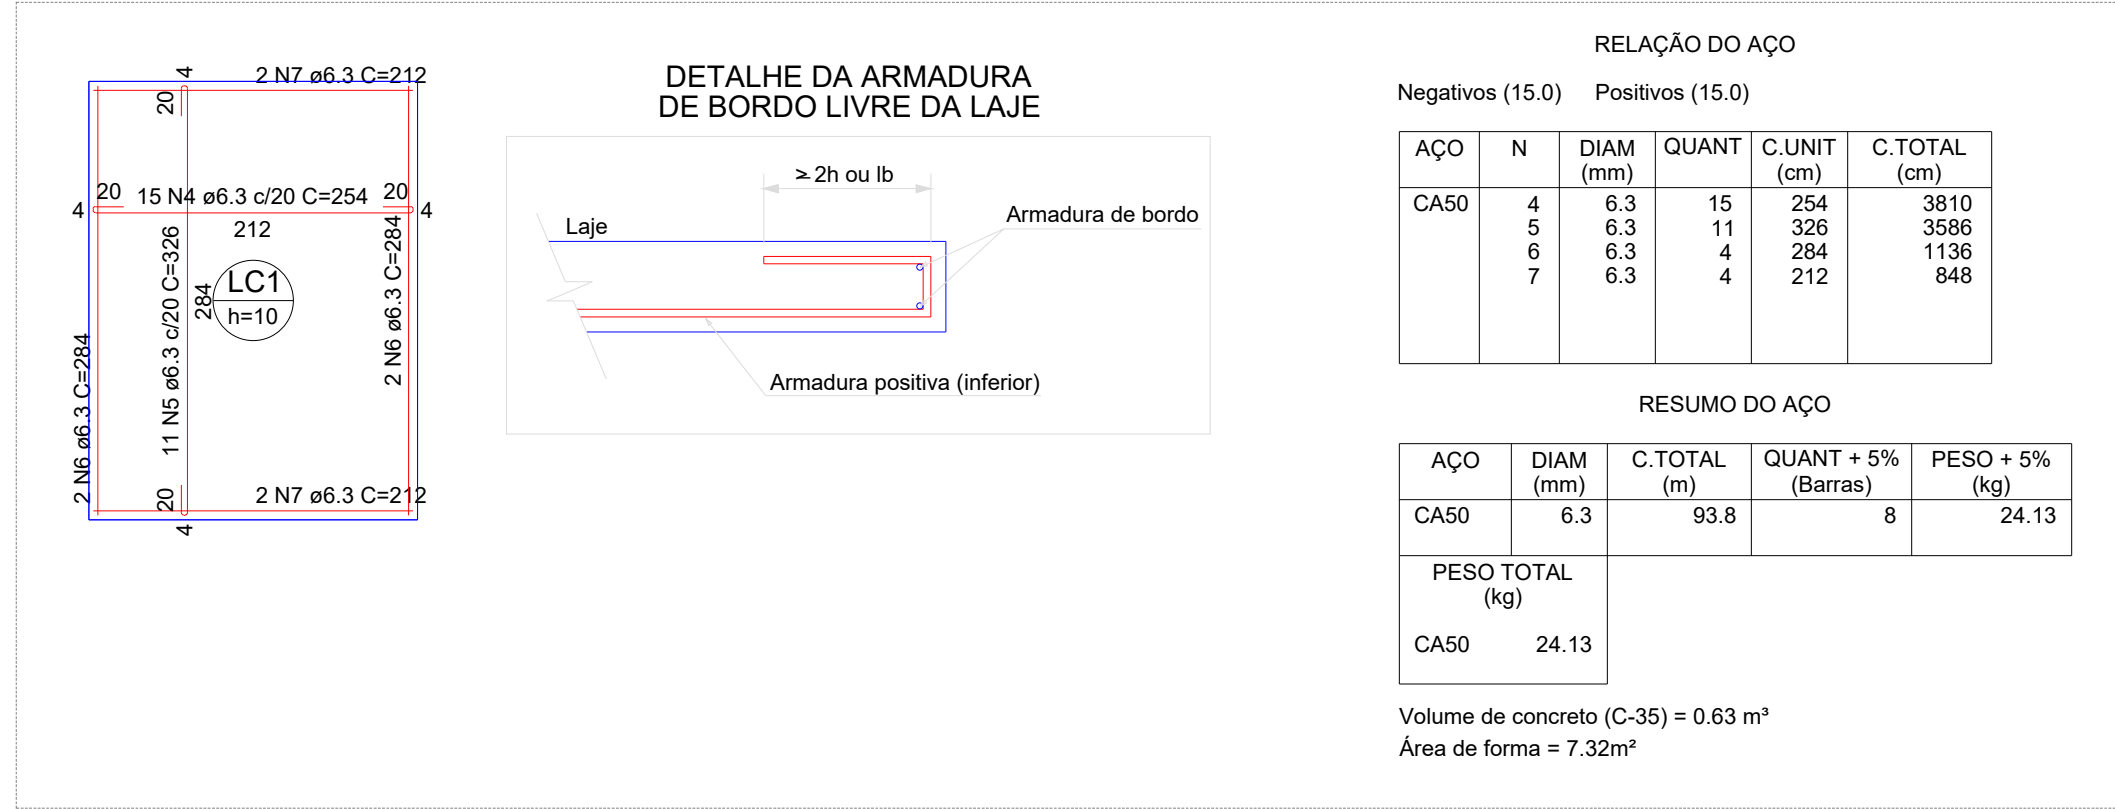 2 N7 ø6.3 C=212
4
20
20
15 N4 ø6.3 c/20 C=254
20
4
4
212
11 N5 ø6.3 c/20 C=326
284
LC1
h=10
2 N6 ø6.3 C=284
2 N6 ø6.3 C=284
20
2 N7 ø6.3 C=212
4
DETALHE DA ARMADURA
DE BORDO LIVRE DA LAJE
≥ 2h ou lb
Laje
Armadura de bordo
Armadura positiva (inferior)
RELAÇÃO DO AÇO
Negativos (15.0) Positivos (15.0)
AÇO N DIAM QUANT C.UNIT C.TOTAL
(mm) (cm) (cm)
CA50 4 6.3 15 254 3810
5 6.3 11 326 3586
6 6.3 4 284 1136
7 6.3 4 212 848
RESUMO DO AÇO
AÇO DIAM C.TOTAL QUANT + 5% PESO + 5%
(mm) (m) (Barras) (kg)
CA50 6.3 93.8 8 24.13
PESO TOTAL
(kg)
CA50 24.13
Volume de concreto (C-35) = 0.63 m³
Área de forma = 7.32m²